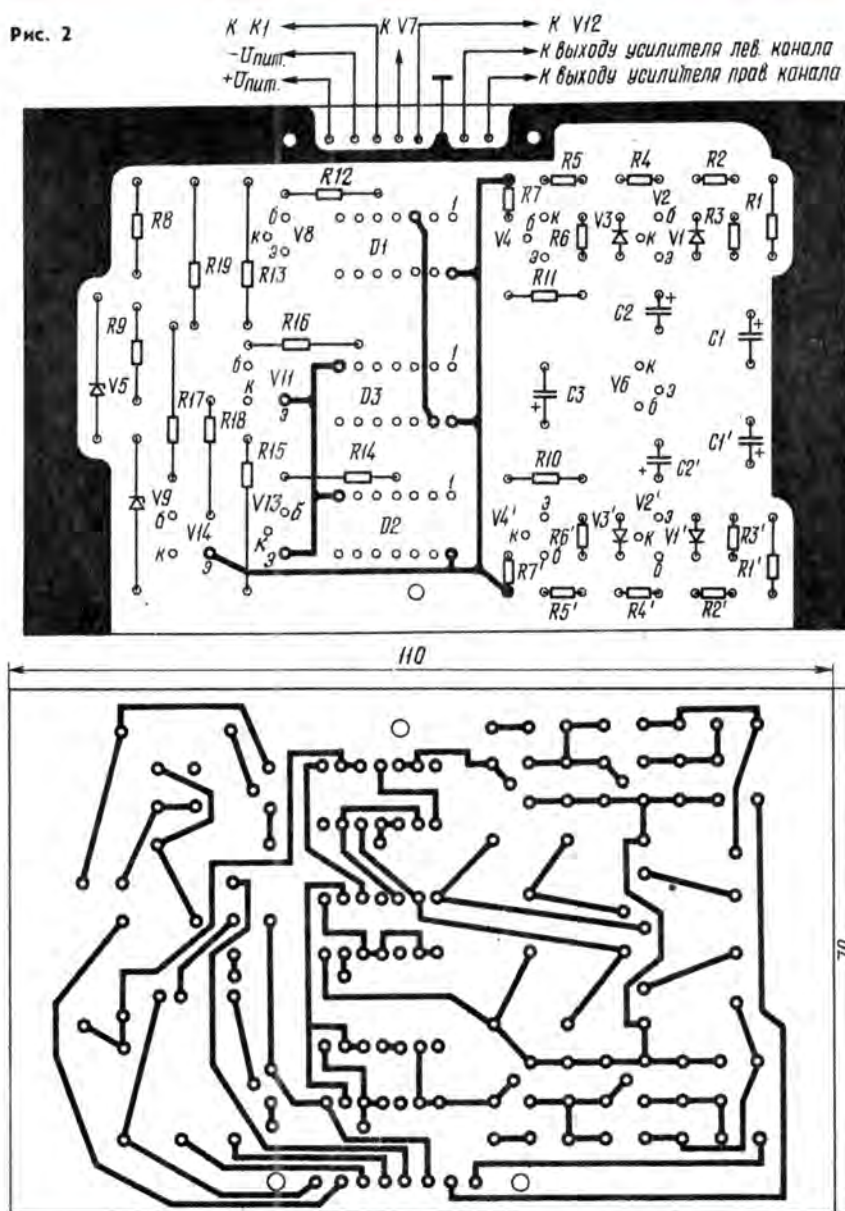 Рис. 2
К К1
К V7
К V12
-Uпит.
К выходу усилителя лев. канала
+Uпит.
К выходу усилителя прав. канала
R12
R5
R4
R2
R7
R1
R8
б
V8
к
э
1
D1
V4
б
к
э
R6
V3
V2
б
к
э
V1
R3
R19
R13
R11
C2
+
R9
R16
1
C1
+
V5
б
к
V11
э
D3
C3
+
к
V6
э
б
R17
R18
R15
R14
1
C1'
+
C2'
+
R10
V9
б
V14
к
э
V13
б
к
э
D2
V4'
э
к
б
R6'
V3'
V2'
э
к
б
V1'
R3'
R1'
R7'
R5'
R4'
R2'
110
70